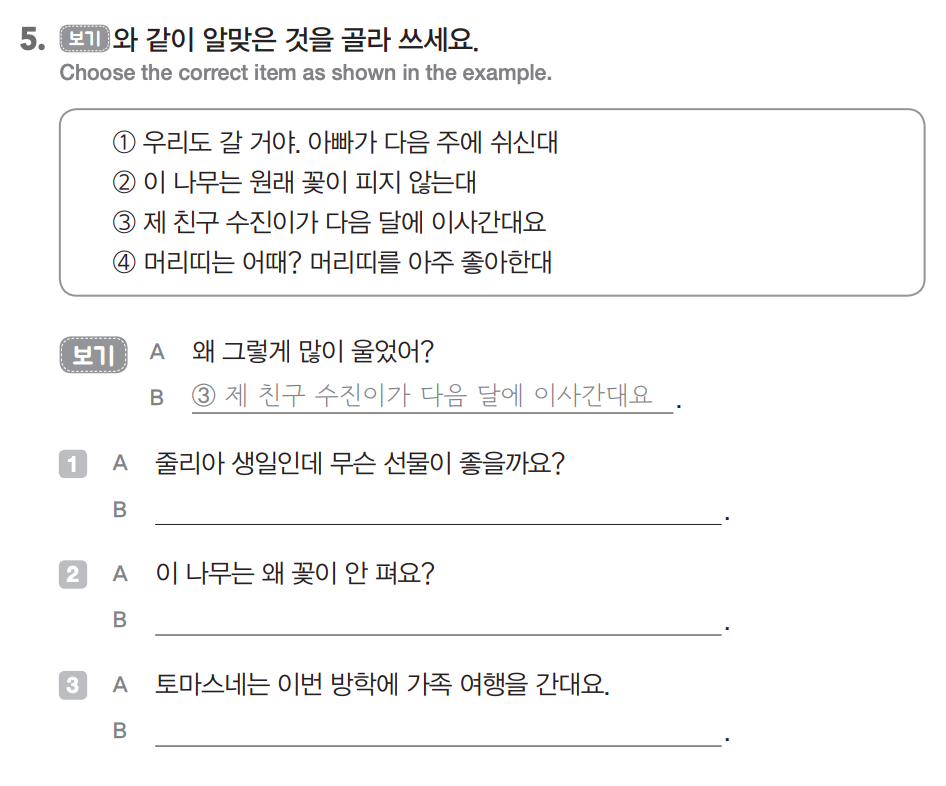 5. 보기 와 같이 알맞은 것을 골라 쓰세요.
Choose the correct item as shown in the example.
① 우리도 갈 거야. 아빠가 다음 주에 쉬신대
② 이 나무는 원래 꽃이 피지 않는대
③ 제 친구 수진이가 다음 달에 이사간대요
④ 머리띠는 어때? 머리띠를 아주 좋아한대
보기 A 왜 그렇게 많이 울었어?
B ③ 제 친구 수진이가 다음 달에 이사간대요 .
1 A 줄리아 생일인데 무슨 선물이 좋을까요?
B .
2 A 이 나무는 왜 꽃이 안 펴요?
B .
3 A 토마스네는 이번 방학에 가족 여행을 간대요.
B .